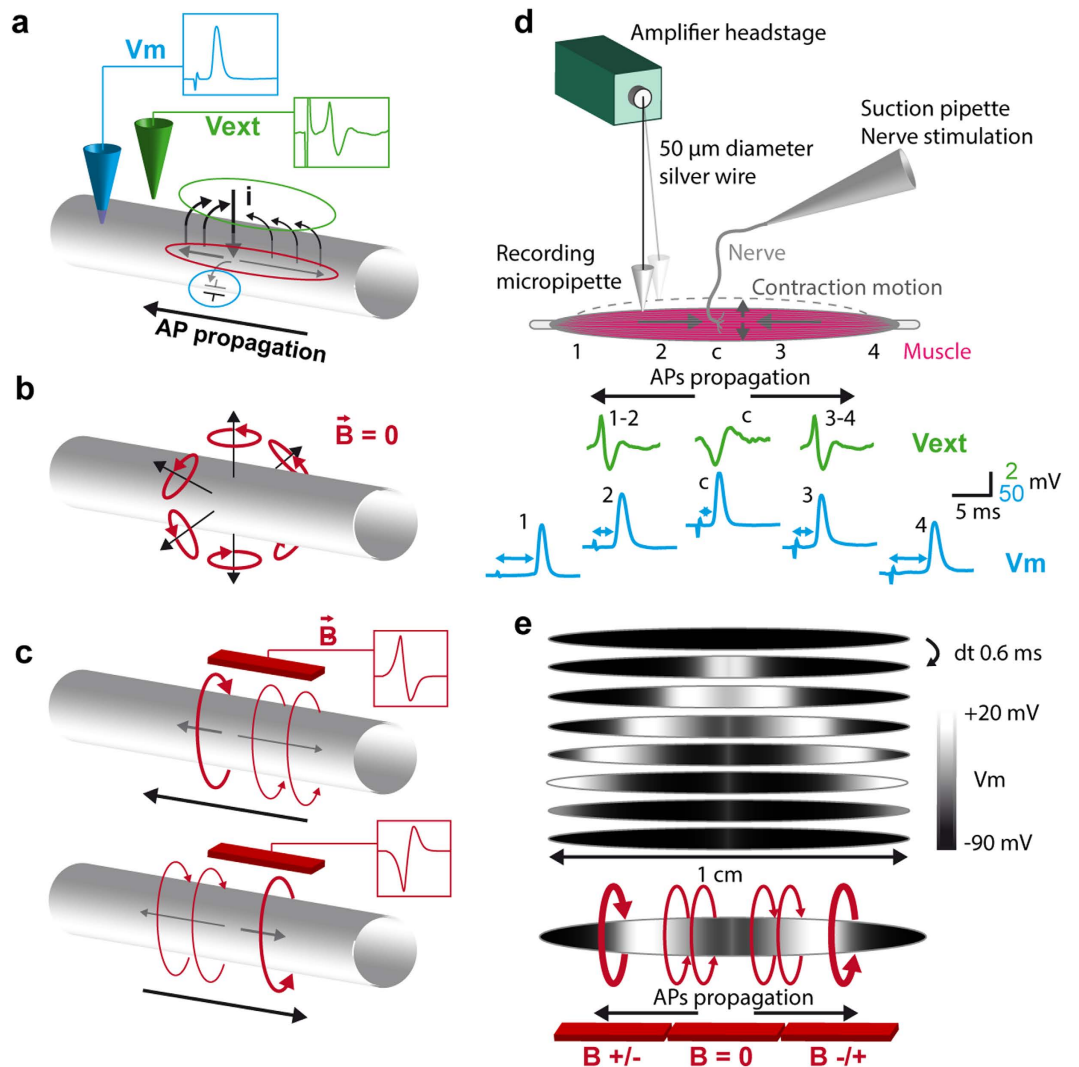 a
Vm
Vext
i
AP propagation
b
B = 0
c
B
d
Amplifier headstage
Suction pipette
Nerve stimulation
50 µm diameter
silver wire
Nerve
Recording
micropipette
Contraction motion
1 2 c 3 4 Muscle
APs propagation
1-2 c 3-4 Vext
2 c 3 2 mV
50
5 ms
1 4
Vm
e
dt 0.6 ms
+20 mV
Vm
-90 mV
1 cm
APs propagation
B +/- B = 0 B -/+